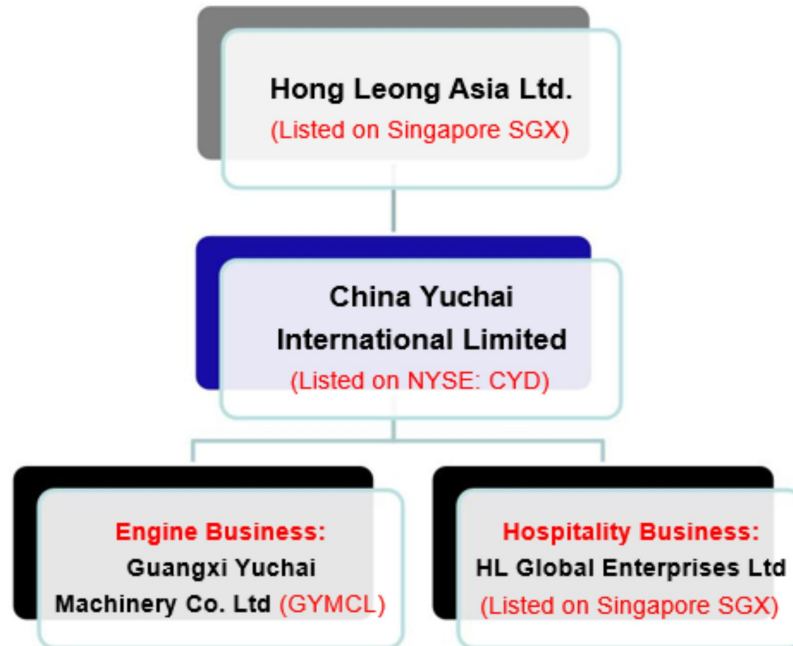 Hong Leong Asia Ltd.
(Listed on Singapore SGX)
China Yuchai
International Limited
(Listed on NYSE: CYD)
Engine Business:
Guangxi Yuchai
Machinery Co. Ltd (GYMCL)
Hospitality Business:
HL Global Enterprises Ltd
(Listed on Singapore SGX)